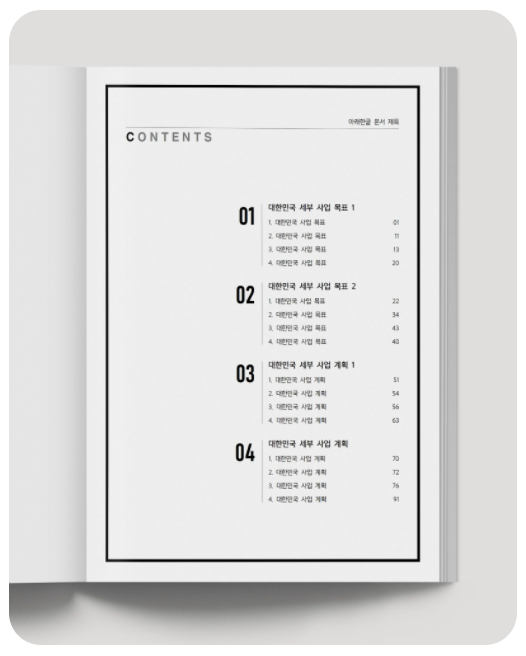 아래한글 문서 제목
CONTENTS
01
대한민국 세부 사업 목표 1
1. 대한민국 사업 목표 01
2. 대한민국 사업 목표 11
3. 대한민국 사업 목표 13
4. 대한민국 사업 목표 20
02
대한민국 세부 사업 목표 2
1. 대한민국 사업 목표 22
2. 대한민국 사업 목표 34
3. 대한민국 사업 목표 43
4. 대한민국 사업 목표 48
03
대한민국 세부 사업 계획 1
1. 대한민국 사업 계획 51
2. 대한민국 사업 계획 54
3. 대한민국 사업 계획 56
4. 대한민국 사업 계획 63
04
대한민국 세부 사업 계획
1. 대한민국 사업 계획 70
2. 대한민국 사업 계획 72
3. 대한민국 사업 계획 76
4. 대한민국 사업 계획 91